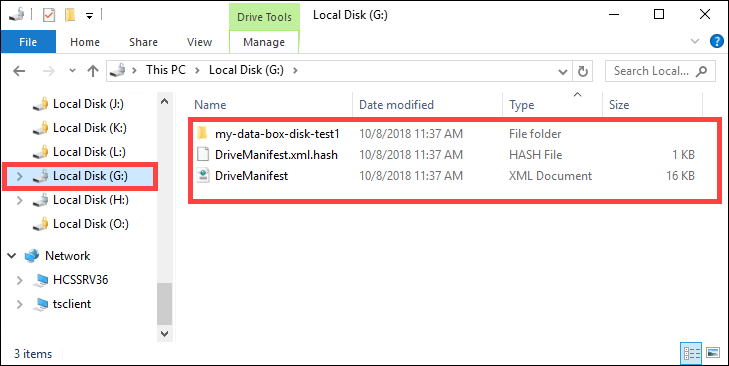 Drive Tools
Local Disk (G:)
File
Home
Share
View
Manage
This PC
Local Disk (G:)
Search Local...
Local Disk (J:)
Local Disk (K:)
Local Disk (L:)
Local Disk (G:)
Local Disk (H:)
Local Disk (O:)
Network
HCSSRV36
tsclient
Name Date modified Type Size
my-data-box-disk-test1 10/8/2018 11:37 AM File folder
DriveManifest.xml.hash 10/8/2018 11:37 AM HASH File 1 KB
DriveManifest 10/8/2018 11:37 AM XML Document 16 KB
3 items